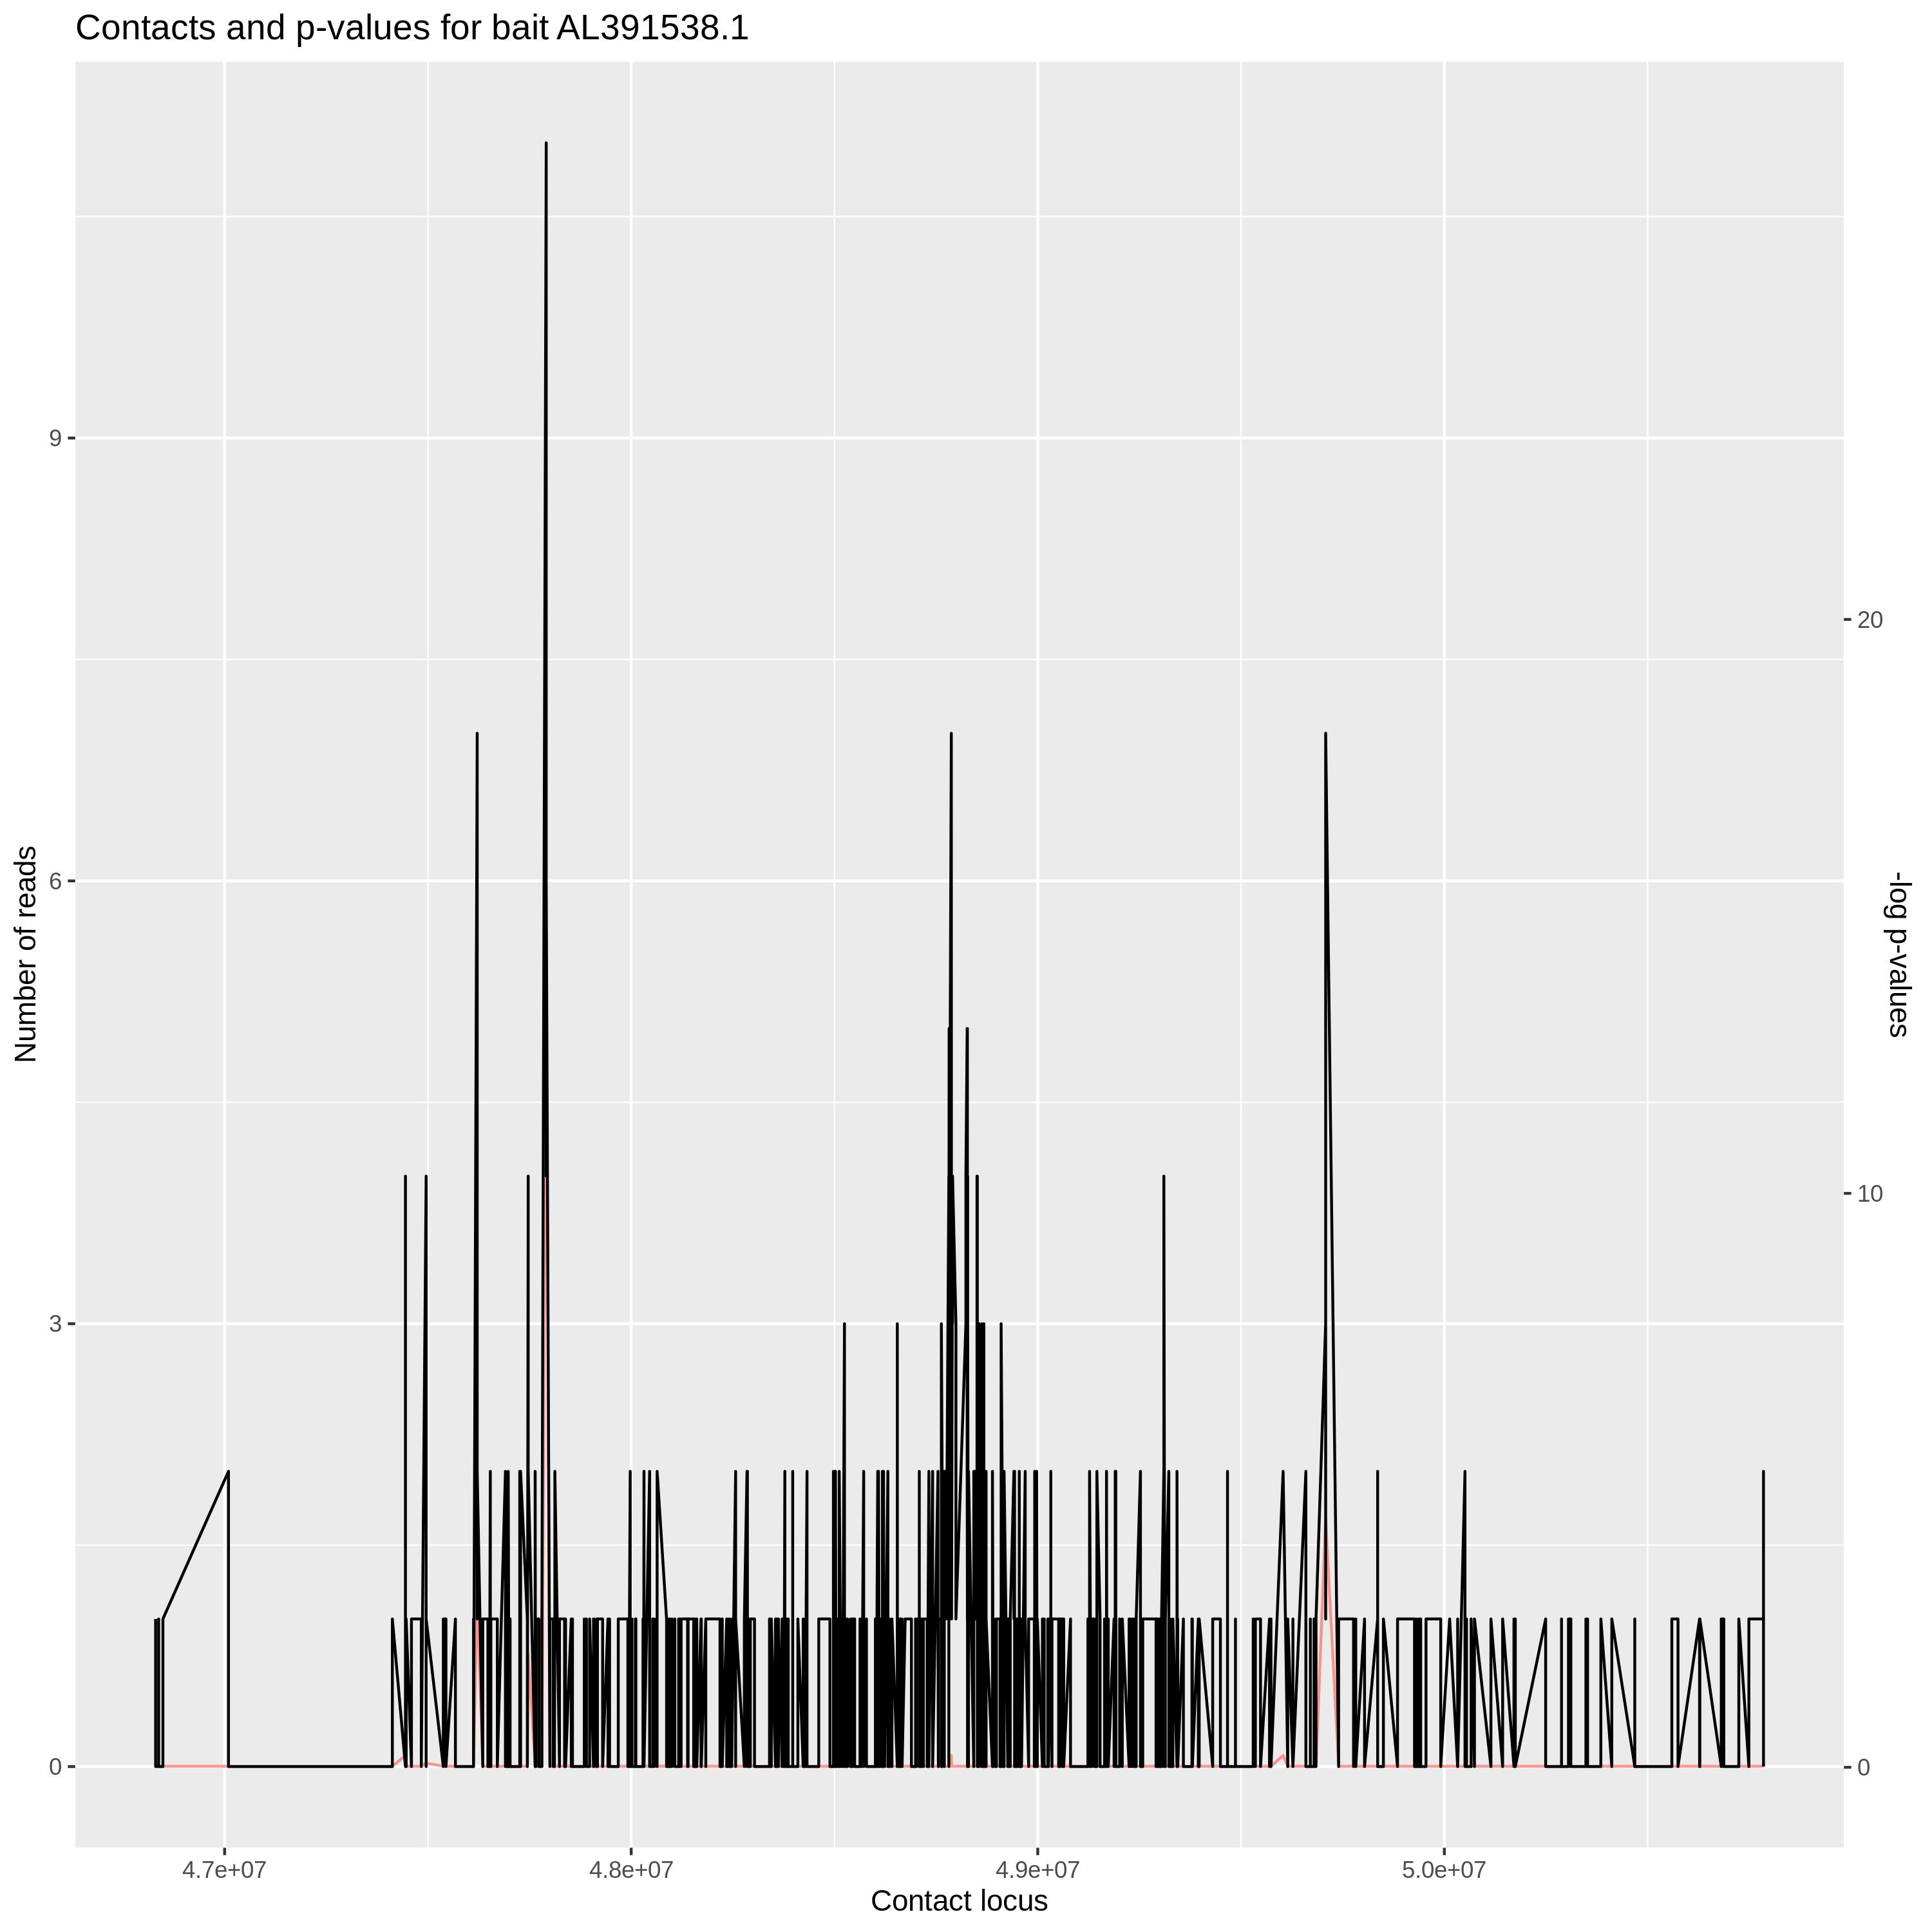 Contacts and p-values for bait AL391538.1
9
6
3
0
20
10
0
Number of reads
-log p-values
4.7e+07
4.8e+07
4.9e+07
5.0e+07
Contact locus